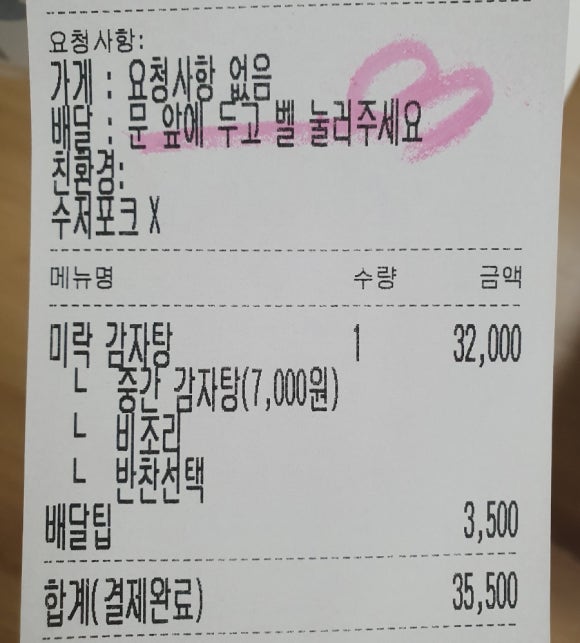 요청사항:
가게 : 요청사항 없음
배달 : 문 앞에 두고 벨 눌러주세요
친환경:
수저포크 X
메뉴명 수량 금액
미락 감자탕 1 32,000
└ 중간 감자탕(7,000원)
└ 비조리
└ 반찬선택
배달팁 3,500
합계(결제완료) 35,500